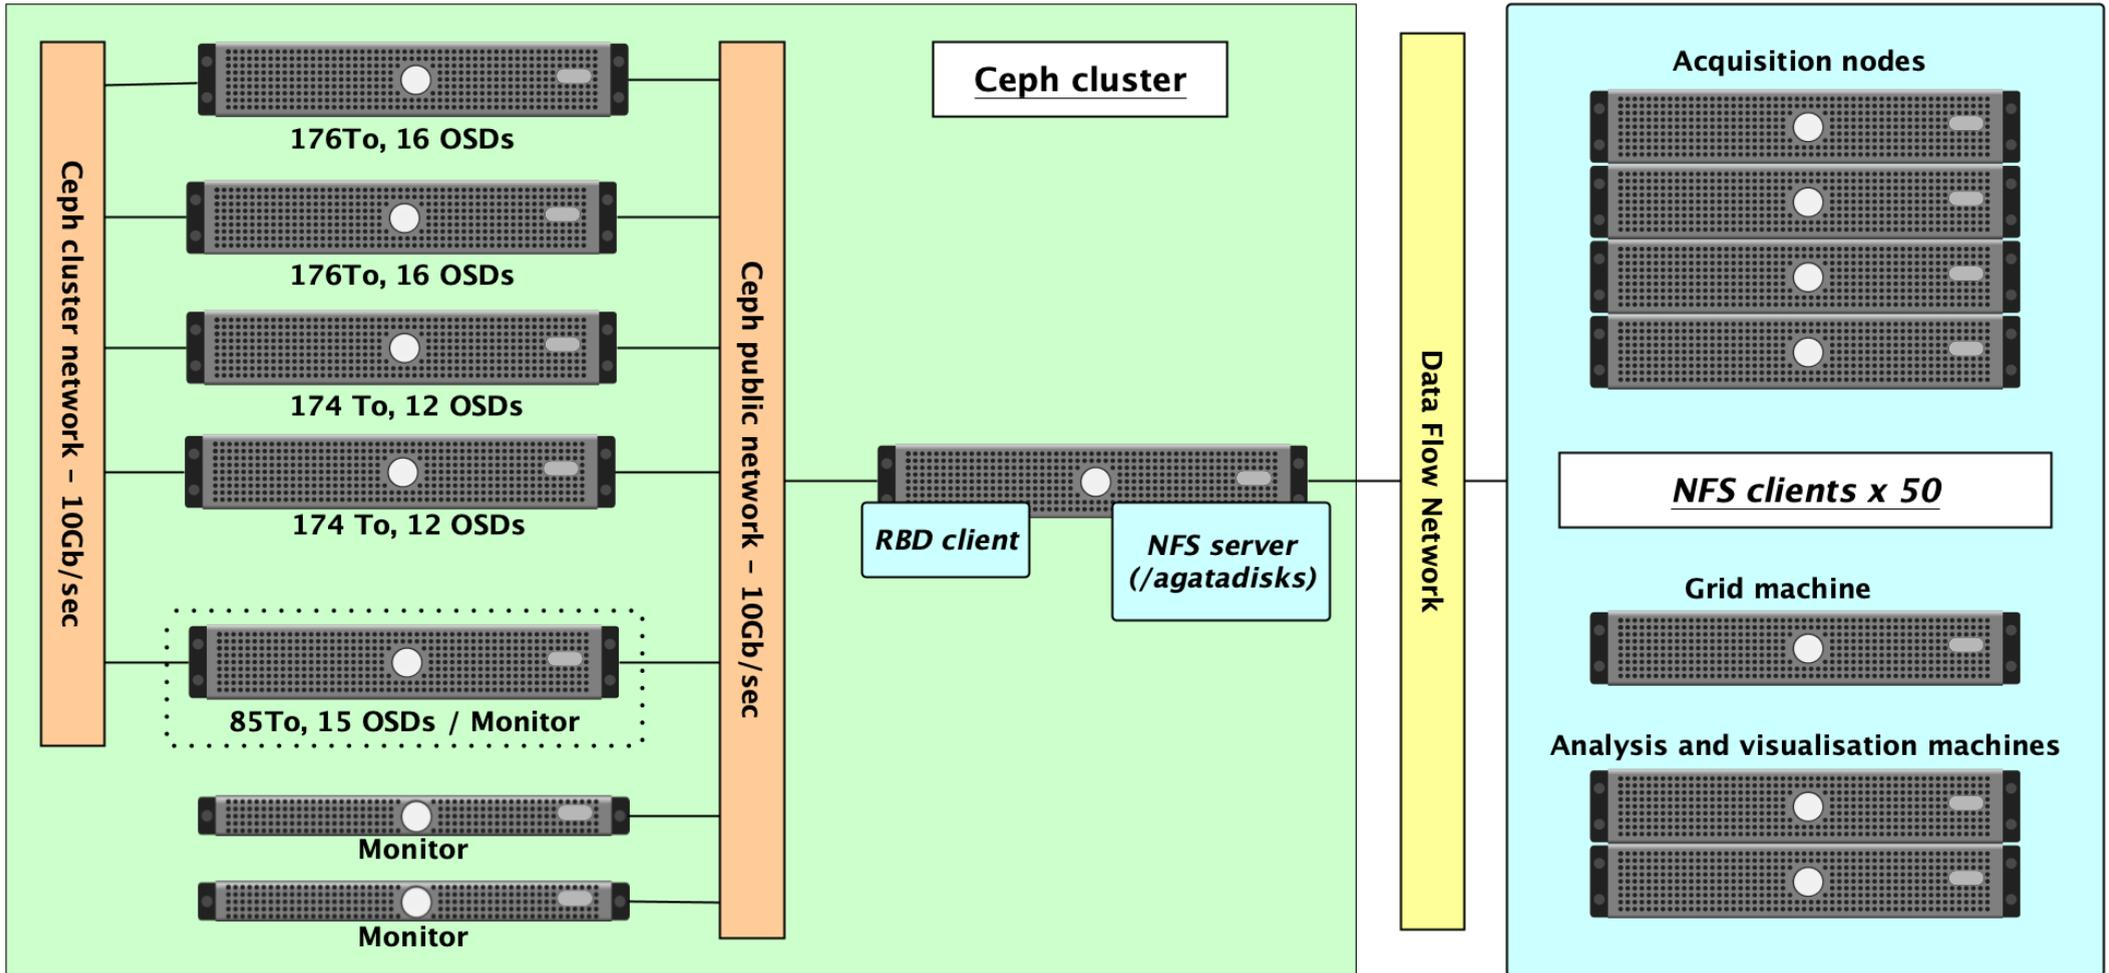 Ceph cluster network – 10Gb/sec
176To, 16 OSDs
176To, 16 OSDs
174 To, 12 OSDs
174 To, 12 OSDs
85To, 15 OSDs / Monitor
Monitor
Monitor
Ceph public network – 10Gb/sec
Ceph cluster
RBD client
NFS server
(/agatadisks)
Data Flow Network
Acquisition nodes
NFS clients x 50
Grid machine
Analysis and visualisation machines